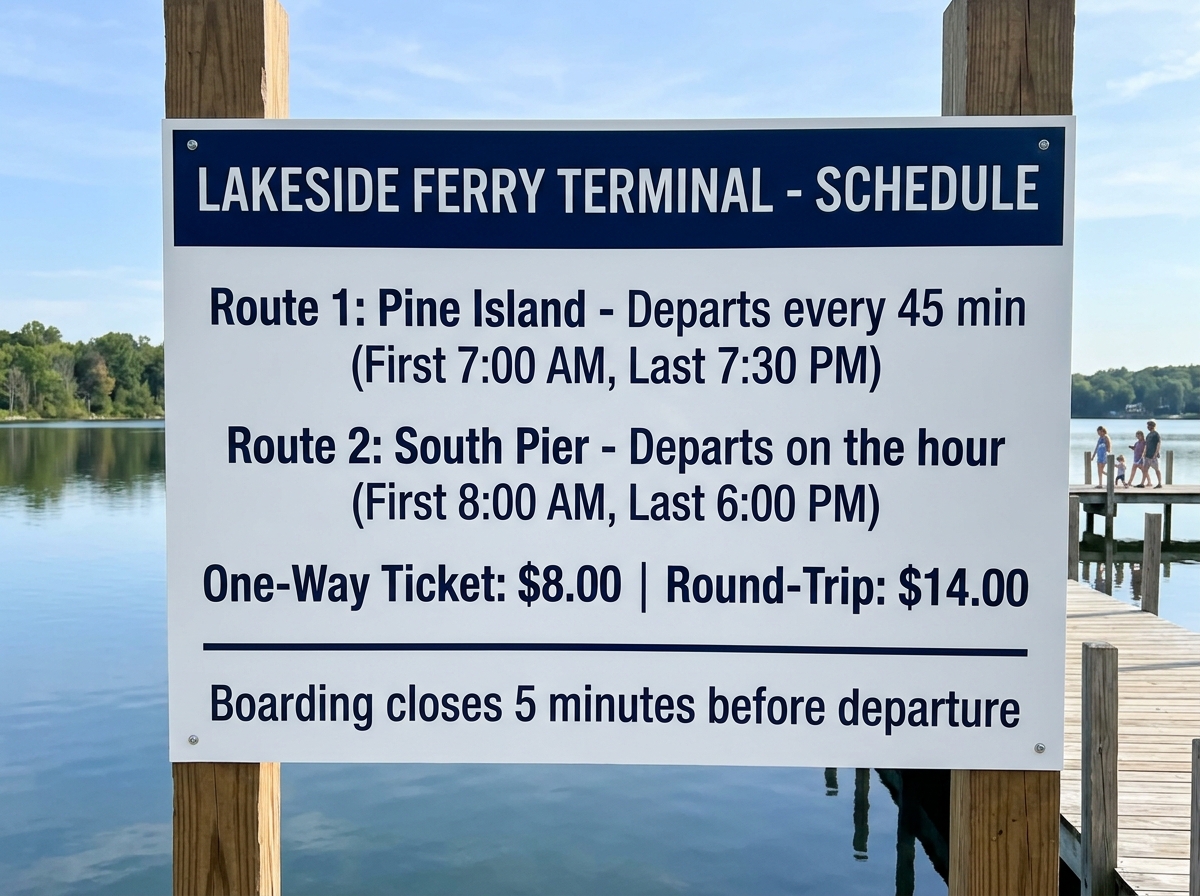 LAKESIDE FERRY TERMINAL - SCHEDULE
Route 1: Pine Island - Departs every 45 min
(First 7:00 AM, Last 7:30 PM)
Route 2: South Pier - Departs on the hour
(First 8:00 AM, Last 6:00 PM)
One-Way Ticket: $8.00 | Round-Trip: $14.00
Boarding closes 5 minutes before departure